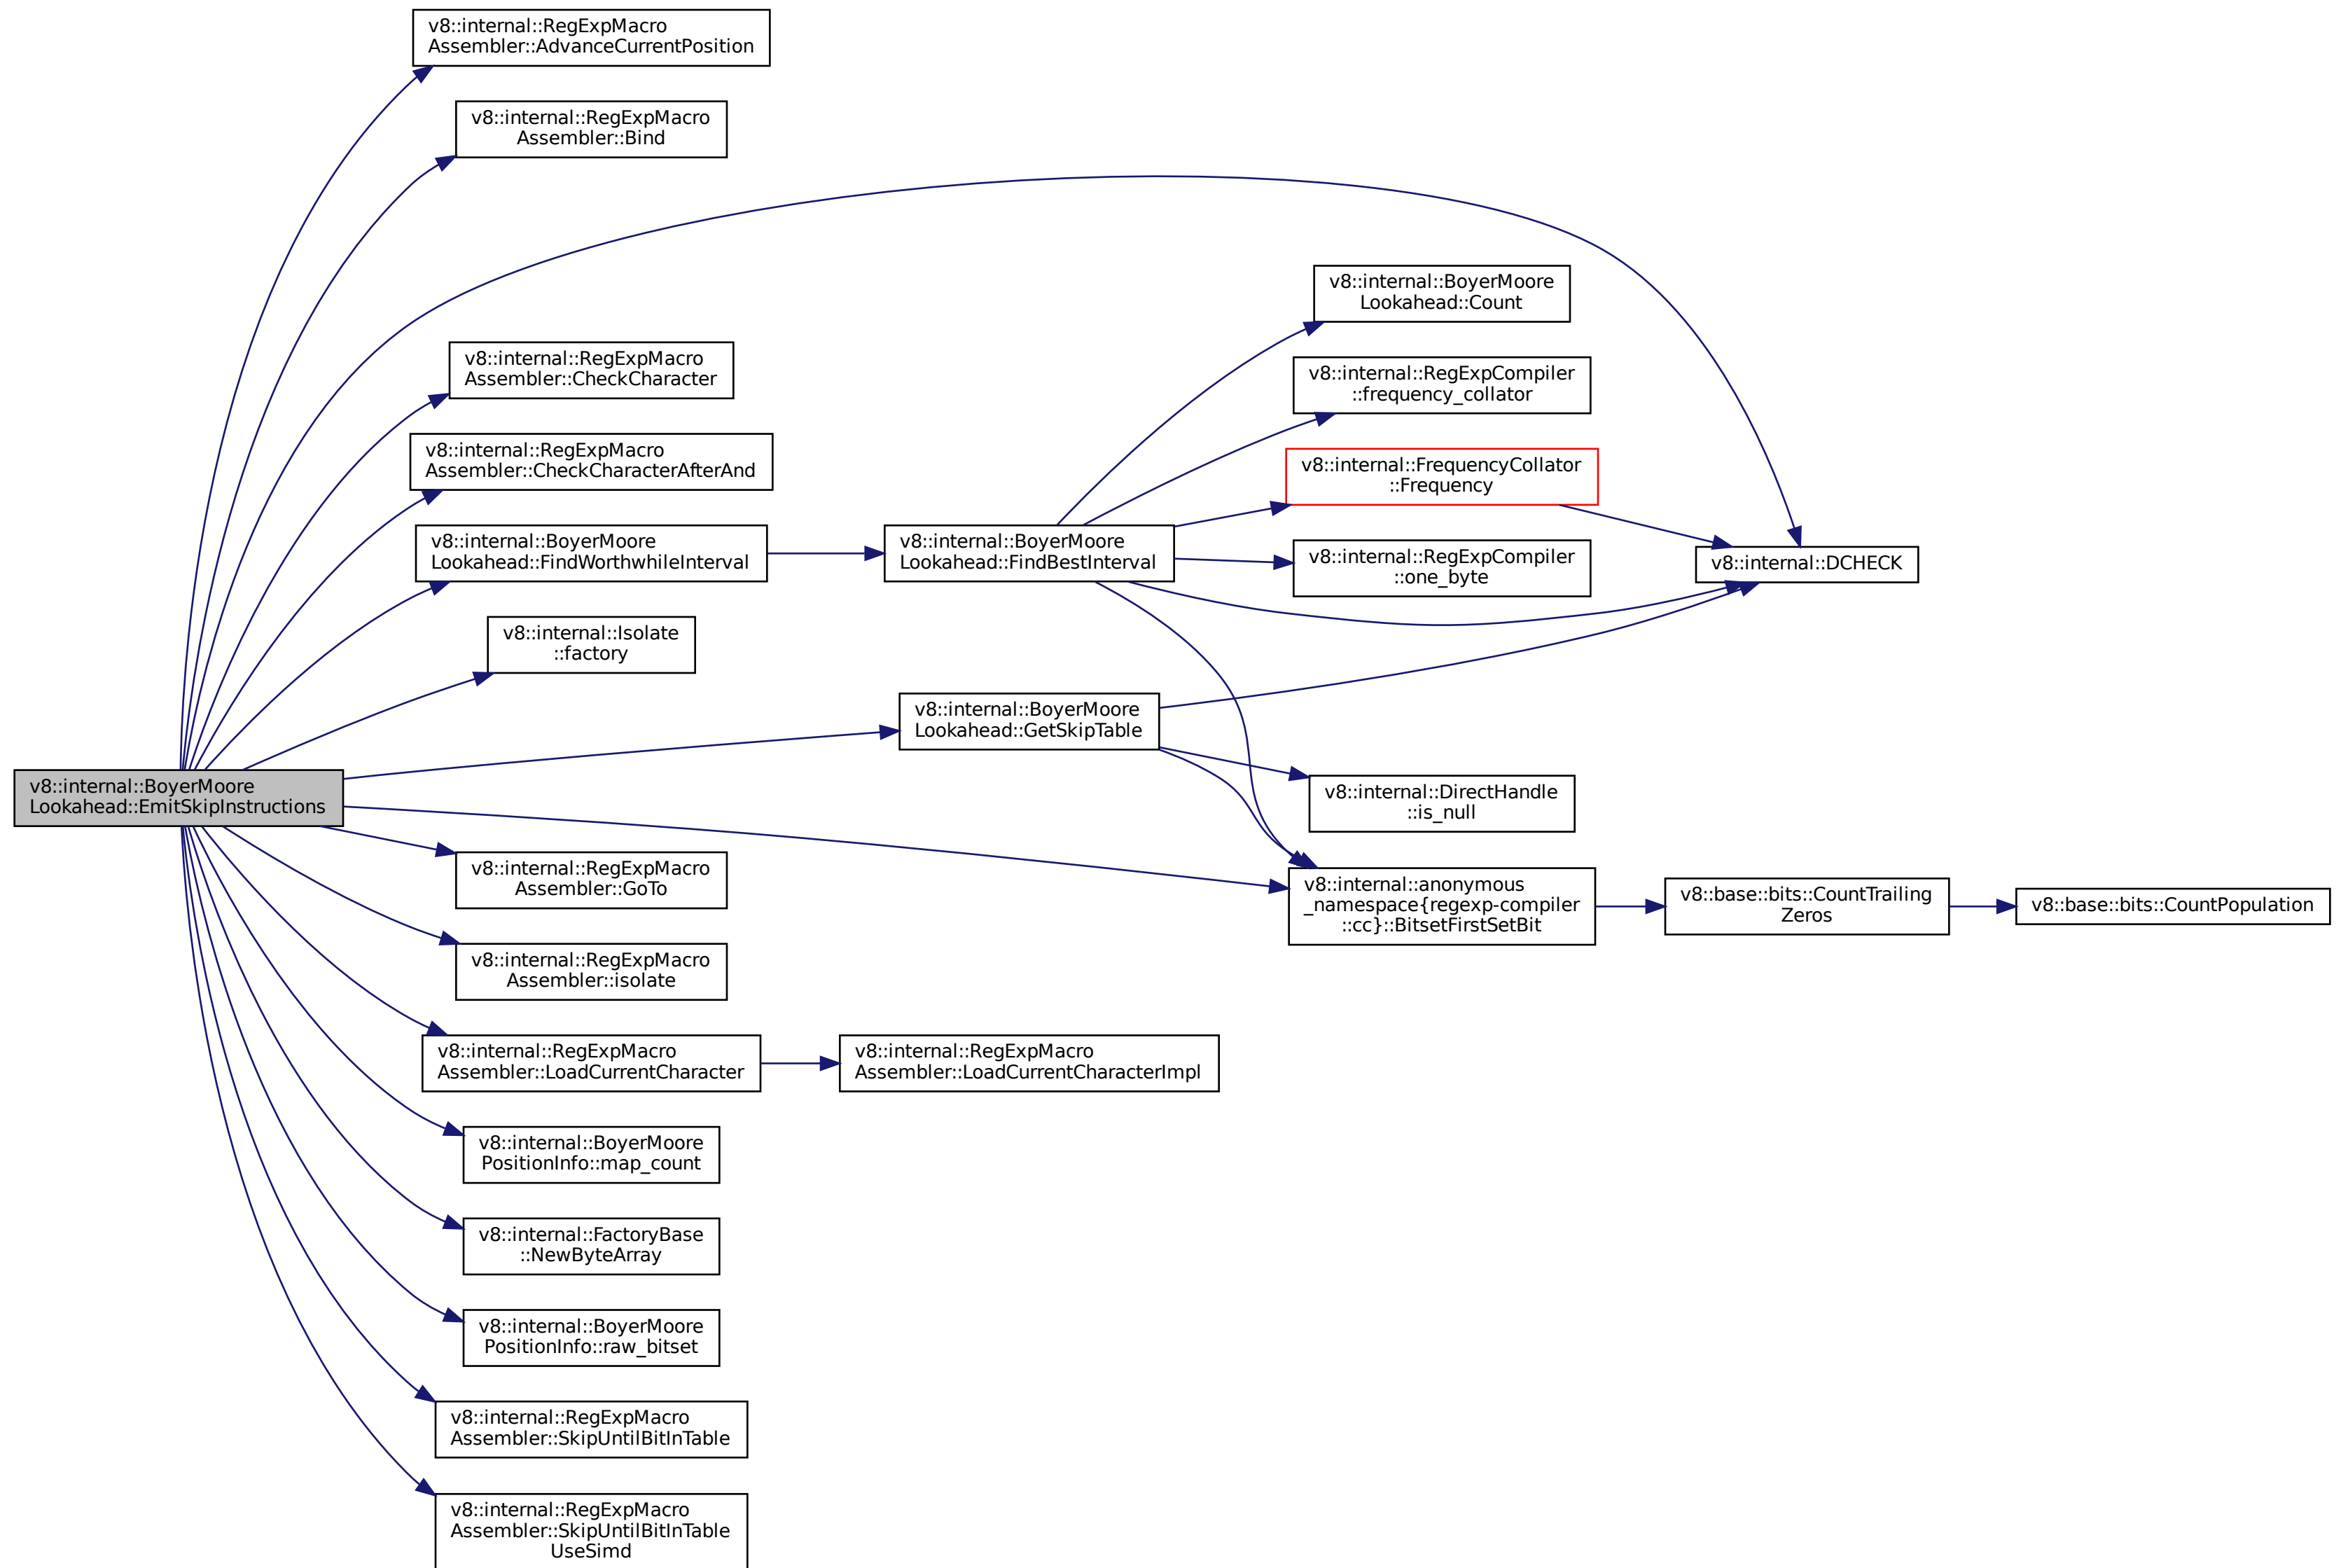 v8::internal::RegExpMacro
Assembler::AdvanceCurrentPosition
v8::internal::RegExpMacro
Assembler::Bind
v8::internal::BoyerMoore
Lookahead::Count
v8::internal::RegExpMacro
Assembler::CheckCharacter
v8::internal::RegExpCompiler
::frequency_collator
v8::internal::RegExpMacro
Assembler::CheckCharacterAfterAnd
v8::internal::FrequencyCollator
::Frequency
v8::internal::BoyerMoore
Lookahead::FindWorthwhileInterval
v8::internal::BoyerMoore
Lookahead::FindBestInterval
v8::internal::RegExpCompiler
::one_byte
v8::internal::DCHECK
v8::internal::Isolate
::factory
v8::internal::BoyerMoore
Lookahead::GetSkipTable
v8::internal::BoyerMoore
Lookahead::EmitSkipInstructions
v8::internal::DirectHandle
::is_null
v8::internal::RegExpMacro
Assembler::GoTo
v8::internal::anonymous
_namespace{regexp-compiler
::cc}::BitsetFirstSetBit
v8::base::bits::CountTrailing
Zeros
v8::base::bits::CountPopulation
v8::internal::RegExpMacro
Assembler::isolate
v8::internal::RegExpMacro
Assembler::LoadCurrentCharacter
v8::internal::RegExpMacro
Assembler::LoadCurrentCharacterImpl
v8::internal::BoyerMoore
PositionInfo::map_count
v8::internal::FactoryBase
::NewByteArray
v8::internal::BoyerMoore
PositionInfo::raw_bitset
v8::internal::RegExpMacro
Assembler::SkipUntilBitInTable
v8::internal::RegExpMacro
Assembler::SkipUntilBitInTable
UseSimd